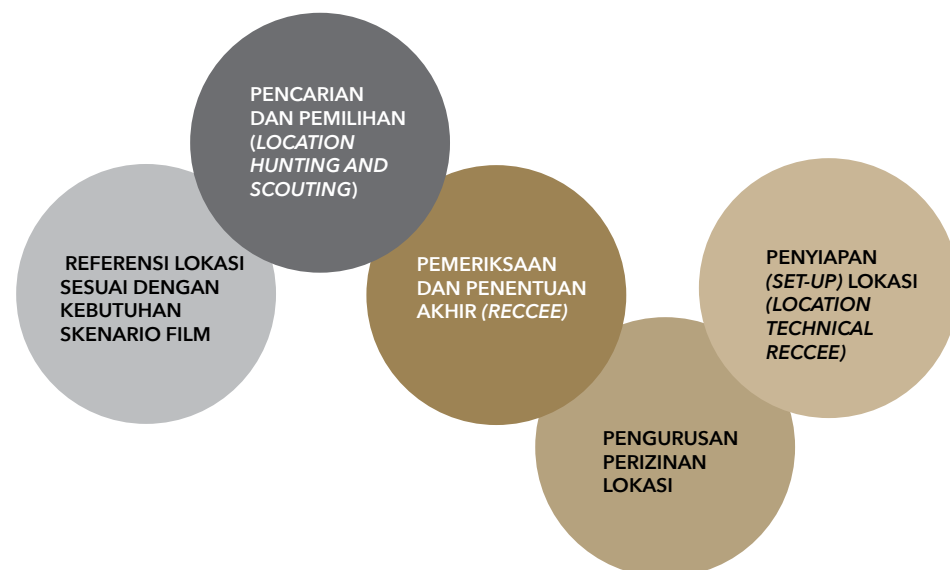 REFERENSI LOKASI
SESUAI DENGAN
KEBUTUHAN
SKENARIO FILM
PENCARIAN
DAN PEMILIHAN
(LOCATION
HUNTING AND
SCOUTING)
PEMERIKSAAN
DAN PENENTUAN
AKHIR (RECCEE)
PENGURUSAN
PERIZINAN
LOKASI
PENYIAPAN
(SET-UP) LOKASI
(LOCATION
TECHNICAL
RECCEE)